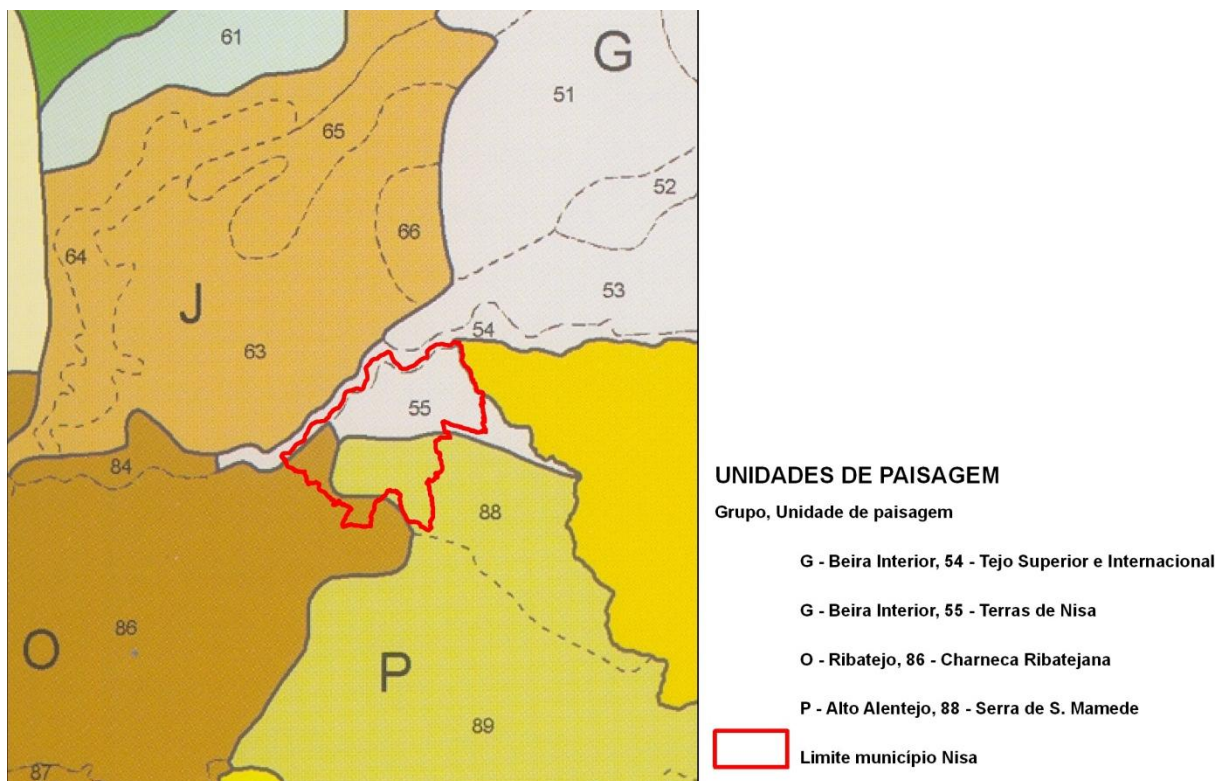 61
G
51
65
52
66
64
53
J
54
63
55
84
88
86
O
P
89
87
UNIDADES DE PAISAGEM
Grupo, Unidade de paisagem
G - Beira Interior, 54 - Tejo Superior e Internacional
G - Beira Interior, 55 - Terras de Nisa
O - Ribatejo, 86 - Charneca Ribatejana
P - Alto Alentejo, 88 - Serra de S. Mamede
Limite município Nisa